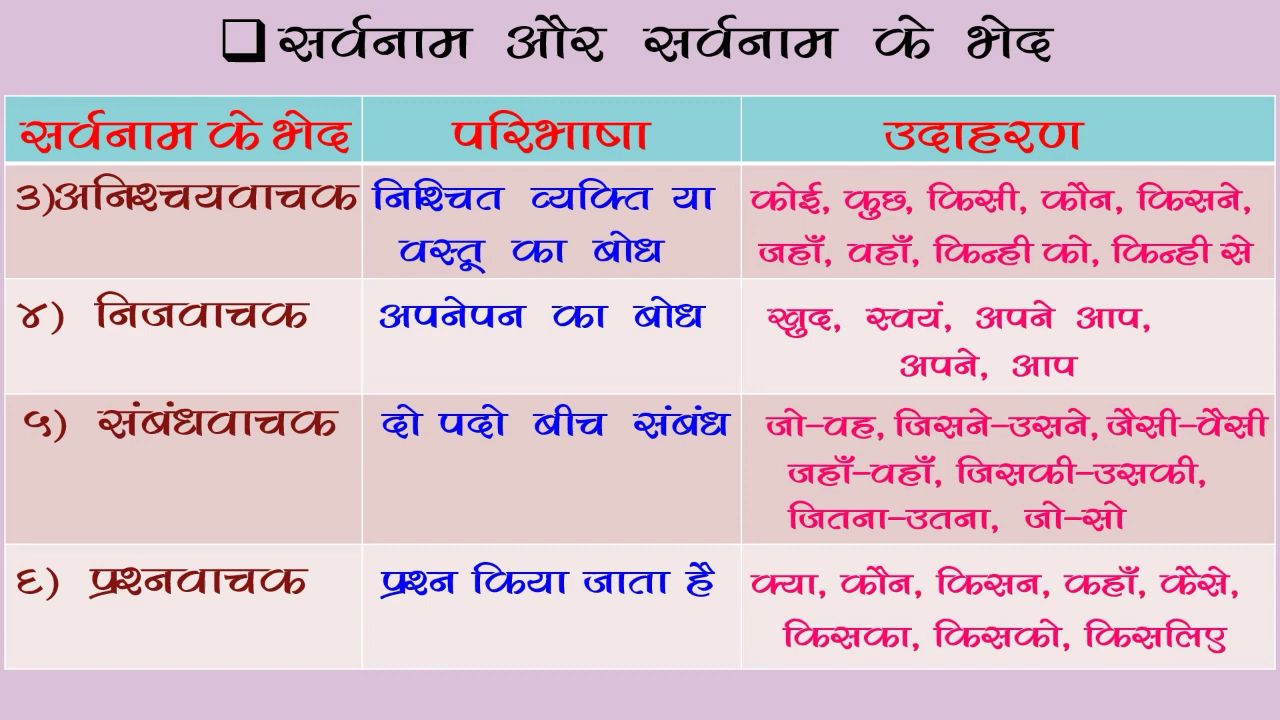 ❑ सर्वनाम और सर्वनाम के भेद
सर्वनाम के भेद परिभाषा उदाहरण
३)अनिश्चयवाचक
निश्चित व्यक्ति या
वस्तू का बोध
कोई, कुछ, किसी, कौन, किसने,
जहाँ, वहाँ, किन्ही को, किन्ही से
४) निजवाचक
अपनेपन का बोध
खुद, स्वयं, अपने आप,
अपने, आप
५) संबंधवाचक
दो पदो बीच संबंध
जो-वह, जिसने-उसने, जैसी-वैसी
जहाँ-वहाँ, जिसकी-उसकी,
जितना-उतना, जो-सो
६) प्रश्नवाचक
प्रश्न किया जाता है
क्या, कौन, किसन, कहाँ, कैसे,
किसका, किसको, किसलिए